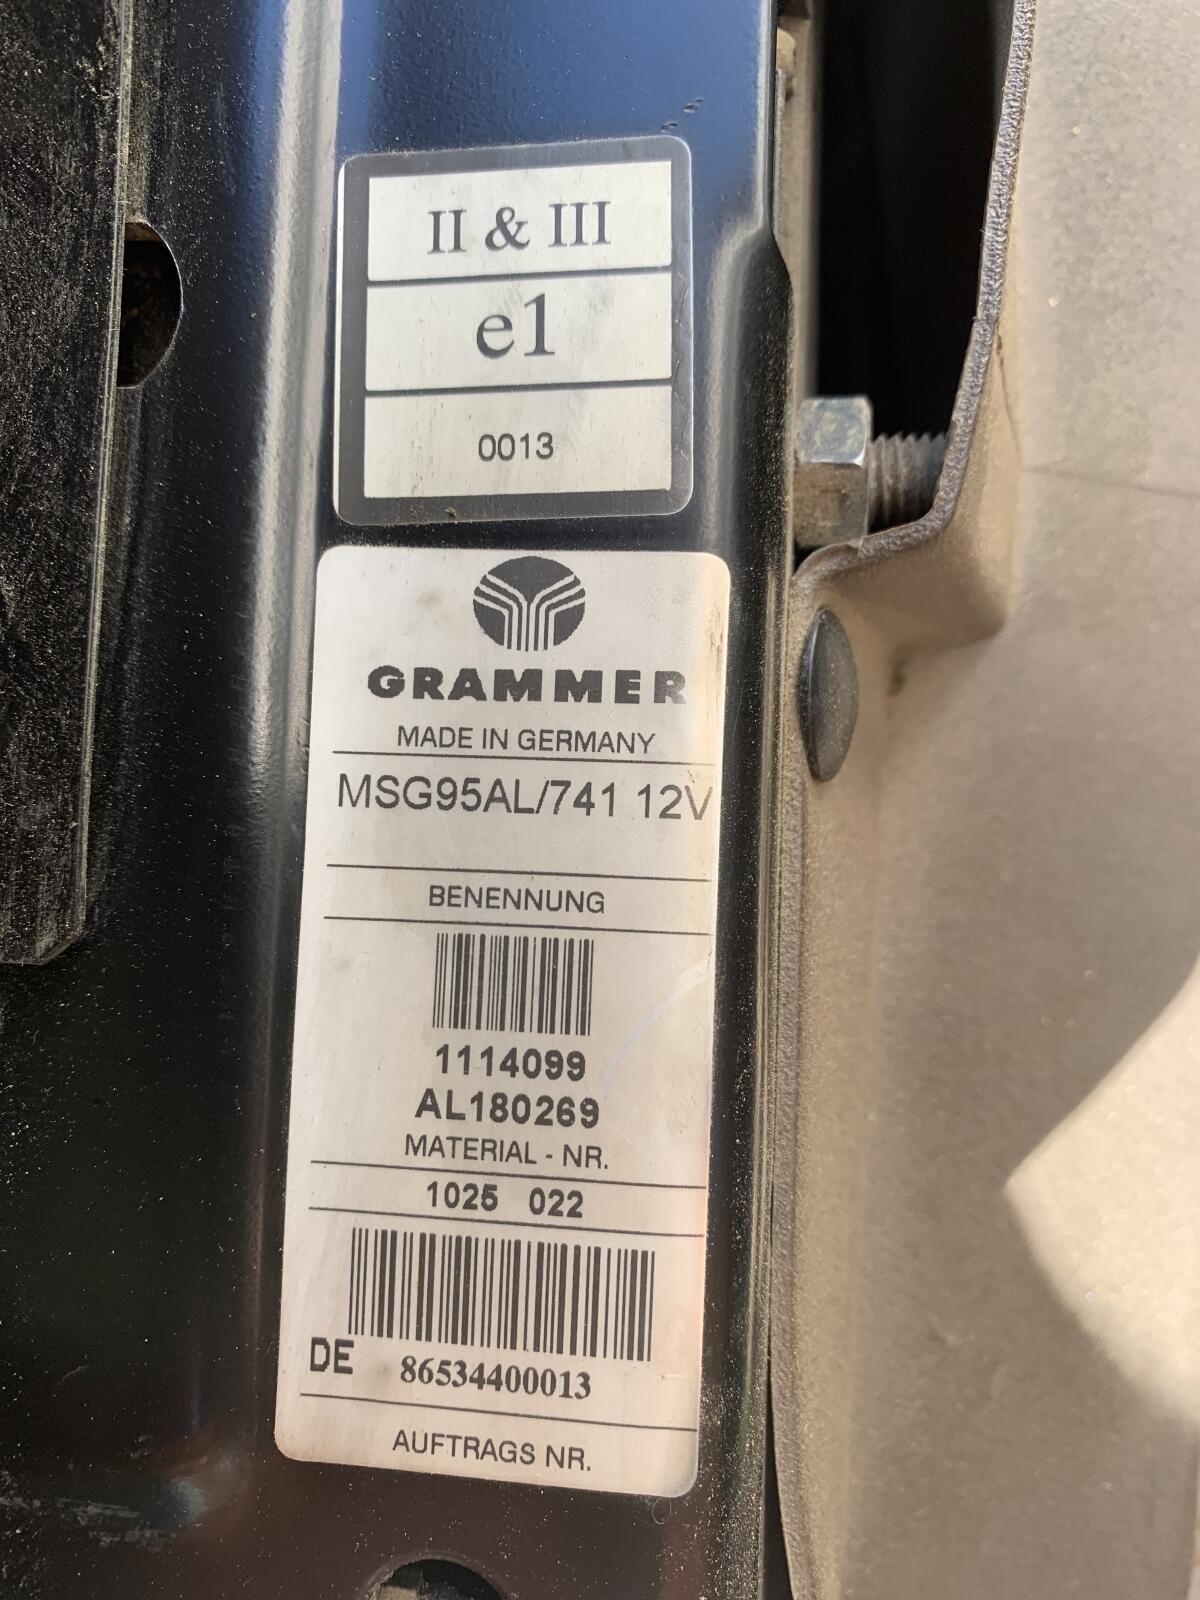 II & III
e1
0013
GRAMMER
MADE IN GERMANY
MSG95AL/741 12V
BENENNUNG
1114099
AL180269
MATERIAL - NR.
1025 022
DE 86534400013
AUFTRAGS NR.